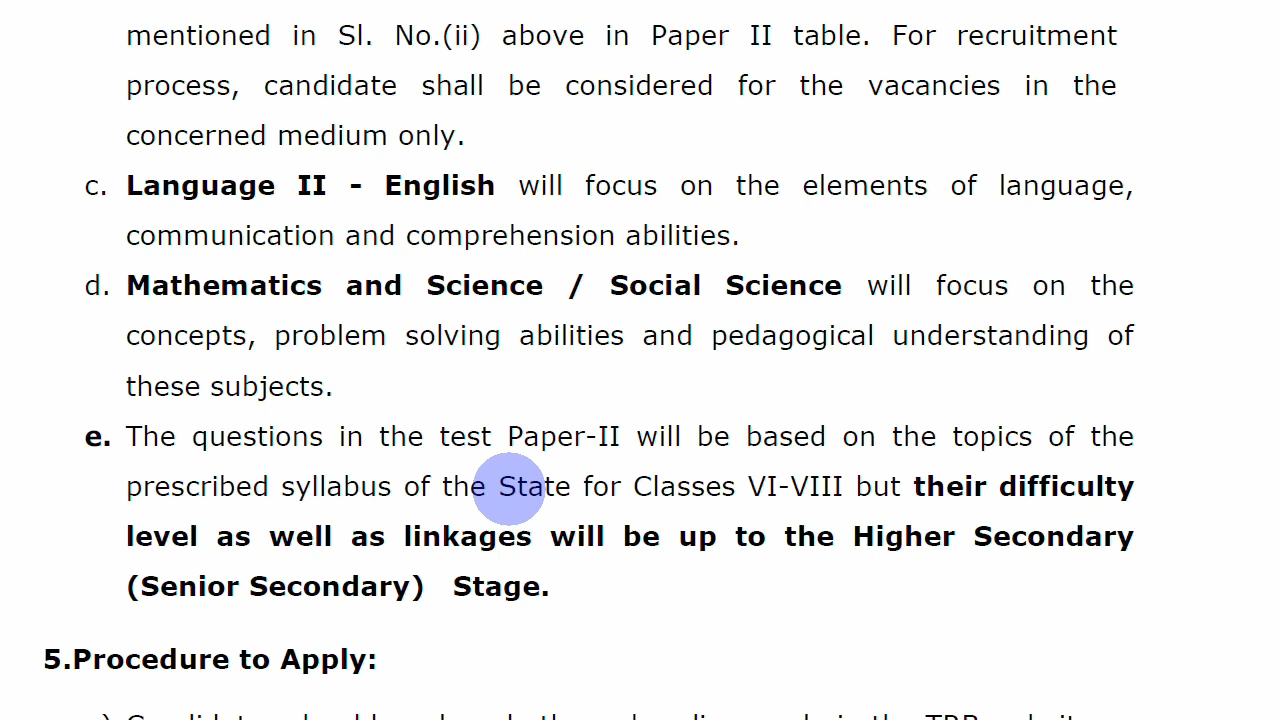 mentioned in Sl. No.(ii) above in Paper II table. For recruitment
process, candidate shall be considered for the vacancies in the
concerned medium only.
c. Language II - English will focus on the elements of language,
communication and comprehension abilities.
d. Mathematics and Science / Social Science will focus on the
concepts, problem solving abilities and pedagogical understanding of
these subjects.
e. The questions in the test Paper-II will be based on the topics of the
prescribed syllabus of the State for Classes VI-VIII but their difficulty
level as well as linkages will be up to the Higher Secondary
(Senior Secondary) Stage.
5.Procedure to Apply: